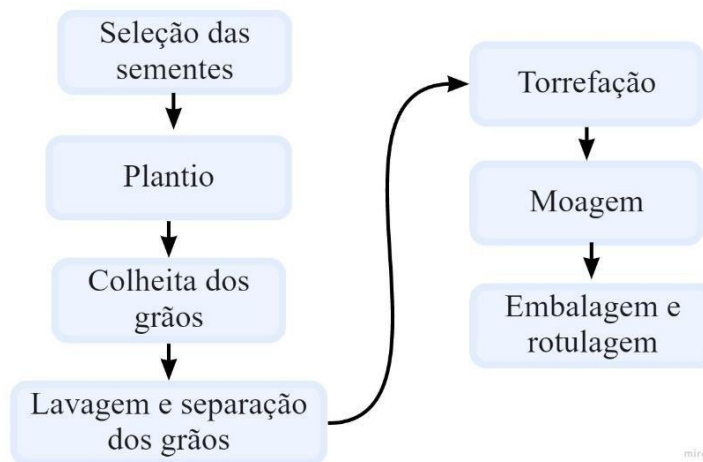 Seleção das
sementes
Plantio
Colheita dos
grãos
Lavagem e separação
dos grãos
Torrefação
Moagem
Embalagem e
rotulagem